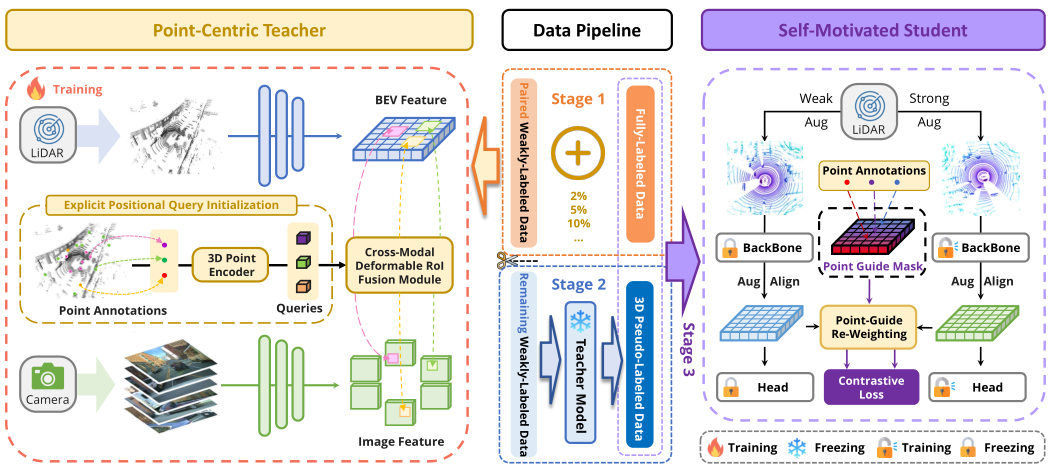 Point-Centric Teacher
Data Pipeline
Self-Motivated Student
Training
LiDAR
BEV Feature
Explicit Positional Query Initialization
3D Point
Encoder
Point Annotations
Queries
Cross-Modal
Deformable RoI
Fusion Module
Camera
Image Feature
Paired Weakly-Labeled Data
Stage 1
2%
5%
10%
...
Fully-Labeled Data
Remaining Weakly-Labeled Data
Stage 2
Teacher Model
3D Pseudo-Labeled Data
Stage 3
Weak
Aug
LiDAR
Strong
Aug
Point Annotations
BackBone
Point Guide Mask
BackBone
Aug Align
Aug Align
Point-Guide
Re-Weighting
Head
Contrastive
Loss
Head
Training
Freezing
Training
Freezing